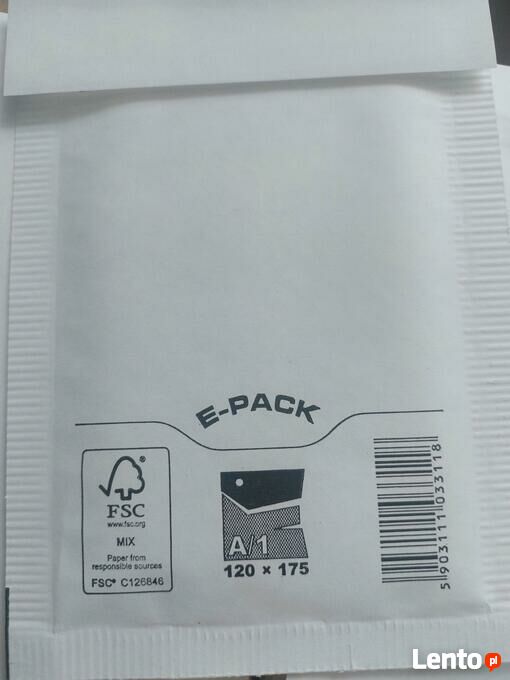 E-PACK
FSC
www.fsc.org
MIX
Paper from
responsible sources
FSC® C126846
A/1
120 × 175
5 903111 033118
Lento.pl